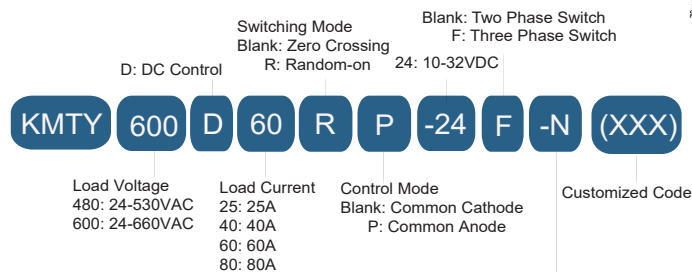 Switching Mode
Blank: Zero Crossing
R: Random-on
Blank: Two Phase Switch
F: Three Phase Switch
D: DC Control
24: 10-32VDC
KMTY 600 D 60 R P -24 F -N (XXX)
Load Voltage
480: 24-530VAC
600: 24-660VAC
Load Current
25: 25A
40: 40A
60: 60A
80: 80A
Control Mode
Blank: Common Cathode
P: Common Anode
Customized Code